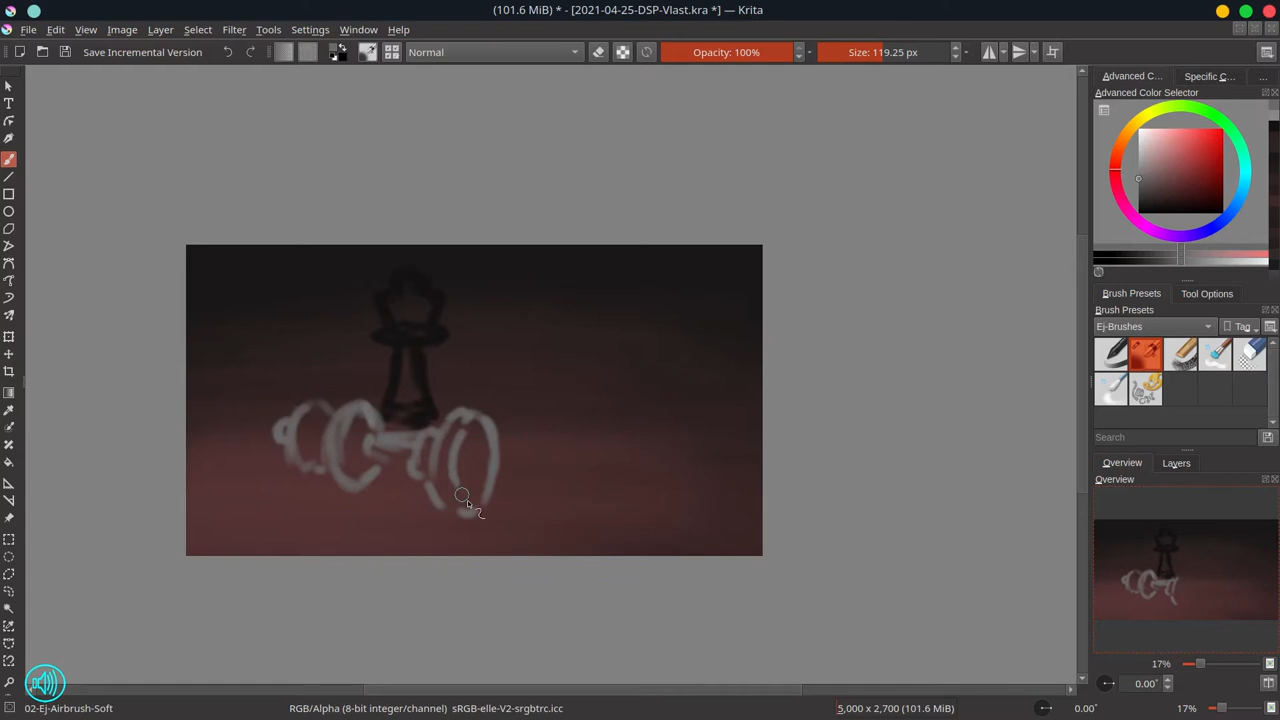 (101.6 MiB) * - [2021-04-25-DSP-Vlast.kra *] — Krita
File Edit View Image Layer Select Filter Tools Settings Window Help
Save Incremental Version Normal Opacity: 100% Size: 119.25 px
Advanced C... Specific C... ...
Advanced Color Selector
Brush Presets Tool Options
Brush Presets
Ej-Brushes Tag
Search
Overview Layers
Overview
17%
0.00°
02-Ej-Airbrush-Soft RGB/Alpha (8-bit integer/channel) sRGB-elle-V2-srgbtrc.icc 5,000 x 2,700 (101.6 MiB) 0.00° 17%